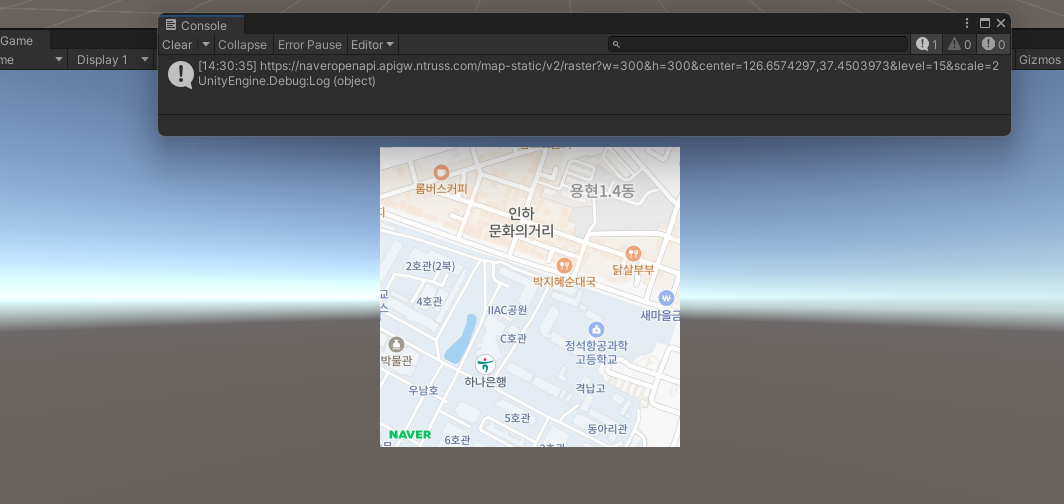 Console
Game
Clear
Collapse
Error Pause
Editor
1
0
0
me
Display 1
Gizmos
[14:30:35] https://naveropenapi.apigw.ntruss.com/map-static/v2/raster?w=300&h=300&center=126.6574297,37.4503973&level=15&scale=2
UnityEngine.Debug:Log (object)
롬버스커피
용현1.4동
인하
문화의거리
닭살부부
2호관(2북)
박지혜순대국
4호관
IIAC공원
새마을금
C호관
정석항공과학
고등학교
박물관
하나은행
우남호
격납고
5호관
동아리관
NAVER
6호관